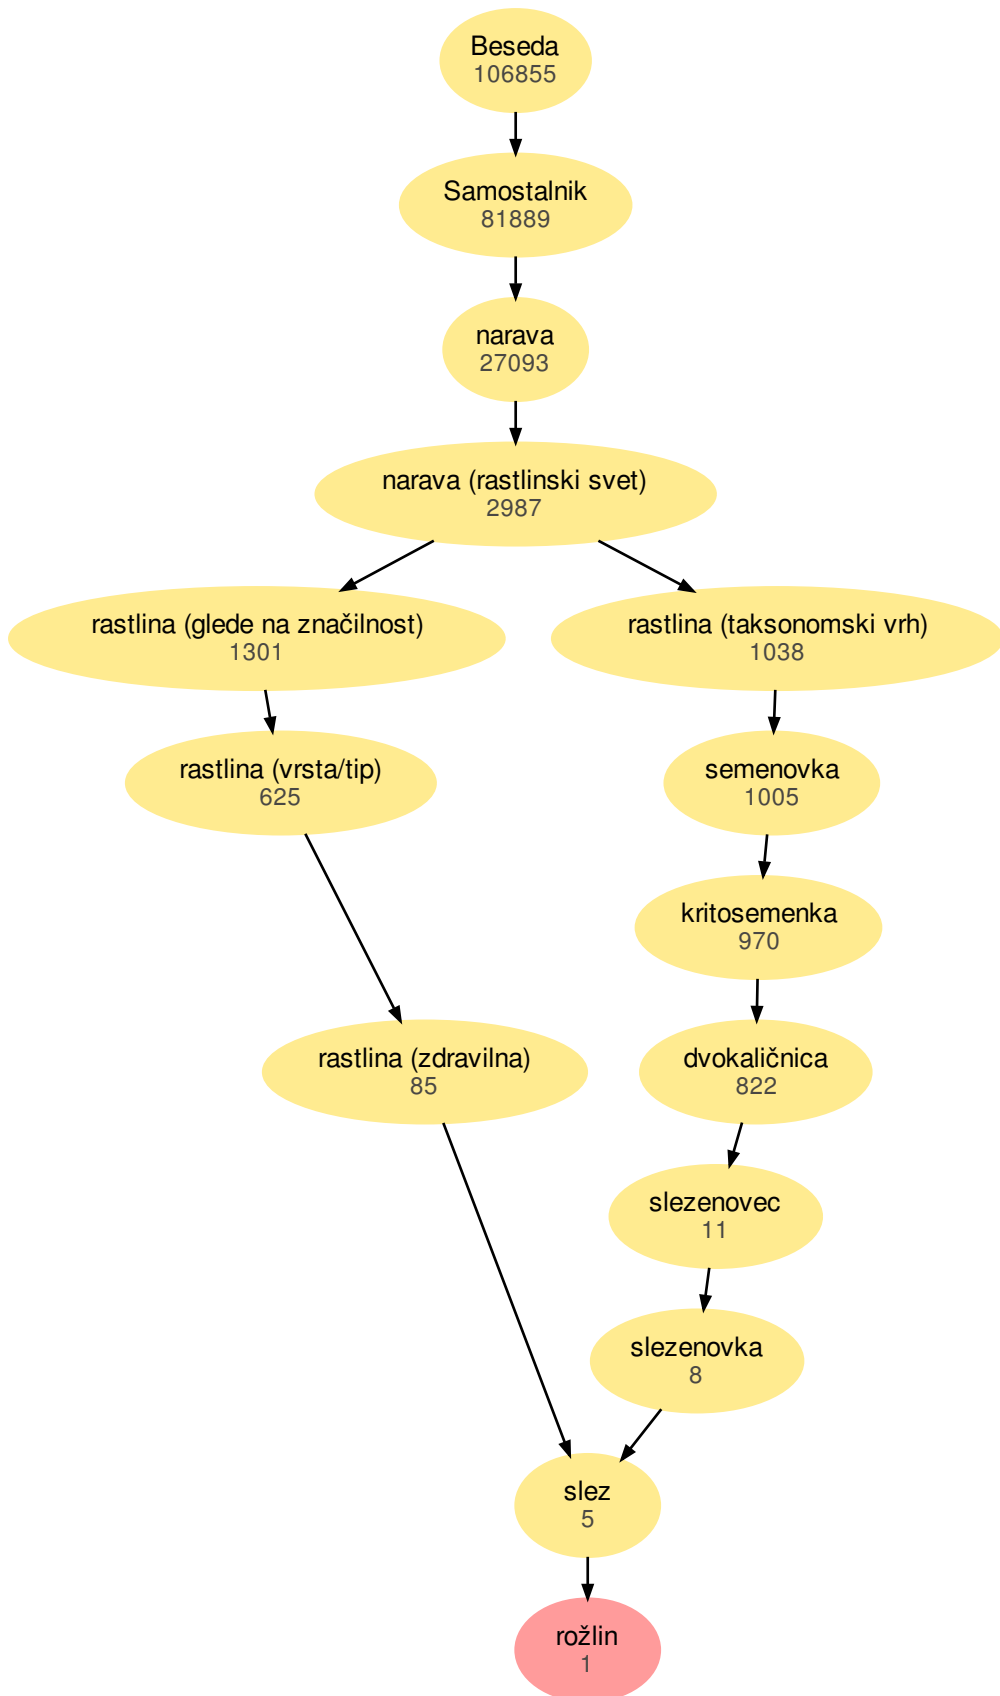 Beseda
106855
Samostalnik
81889
narava
27093
narava (rastlinski svet)
2987
rastlina (glede na značilnost)
1301
rastlina (taksonomski vrh)
1038
rastlina (vrsta/tip)
625
semenovka
1005
kritosemenka
970
rastlina (zdravilna)
85
dvokaličnica
822
slezenovec
11
slezenovka
8
slez
5
rožlin
1